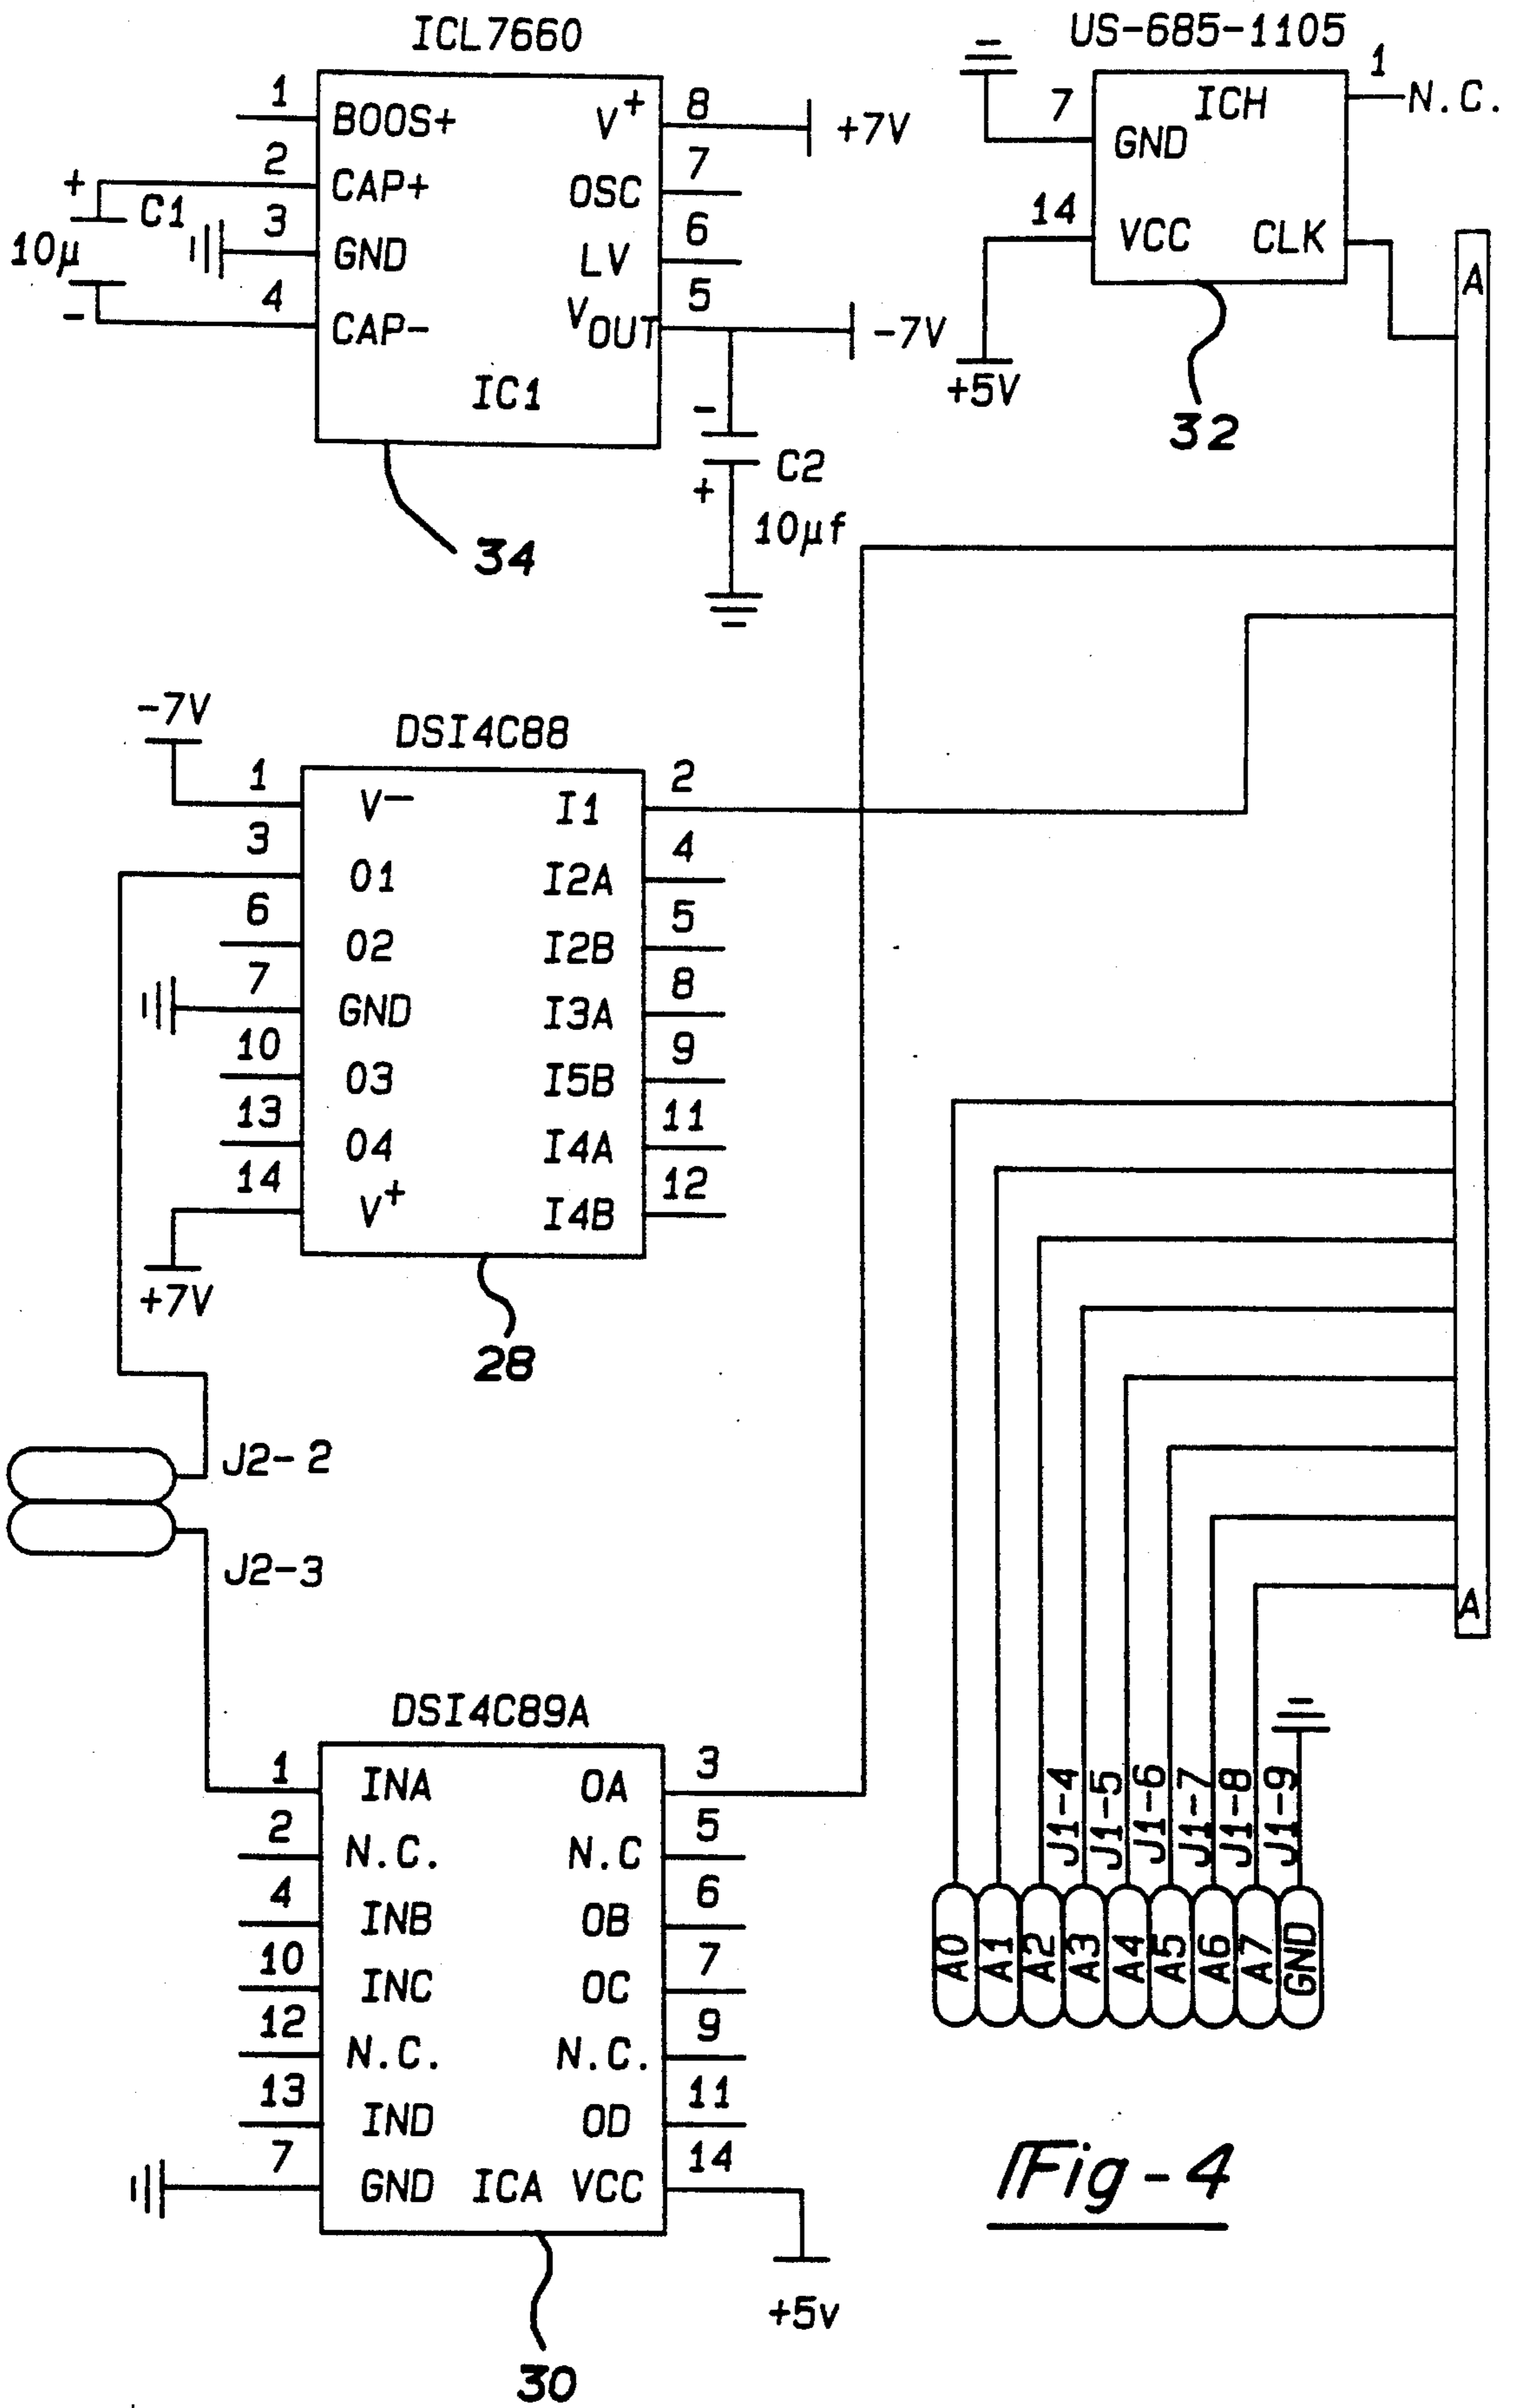 ICL7660
1 BOOS+ V+ 8 +7V
2 CAP+ OSC 7
+ C1 10µ -
3 GND LV 6
4 CAP- VOUT 5 -7V
IC1
- C2
+ 10µf
34
US-685-1105
7 GND ICH 1 N.C.
14 VCC CLK
+5V
32
A
-7V
DSI4C88
1 V- I1 2
3 O1 I2A 4
6 O2 I2B 5
7 GND I3A 8
10 O3 I5B 9
13 O4 I4A 11
14 V+ I4B 12
+7V
28
J2-2
J2-3
A
DSI4C89A
1 INA OA 3
2 N.C. N.C 5
4 INB OB 6
10 INC OC 7
12 N.C. N.C. 9
13 IND OD 11
7 GND ICA VCC 14
+5v
30
J1-4
J1-5
J1-6
J1-7
J1-8
J1-9
A0
A1
A2
A3
A4
A5
A6
A7
GND
Fig-4